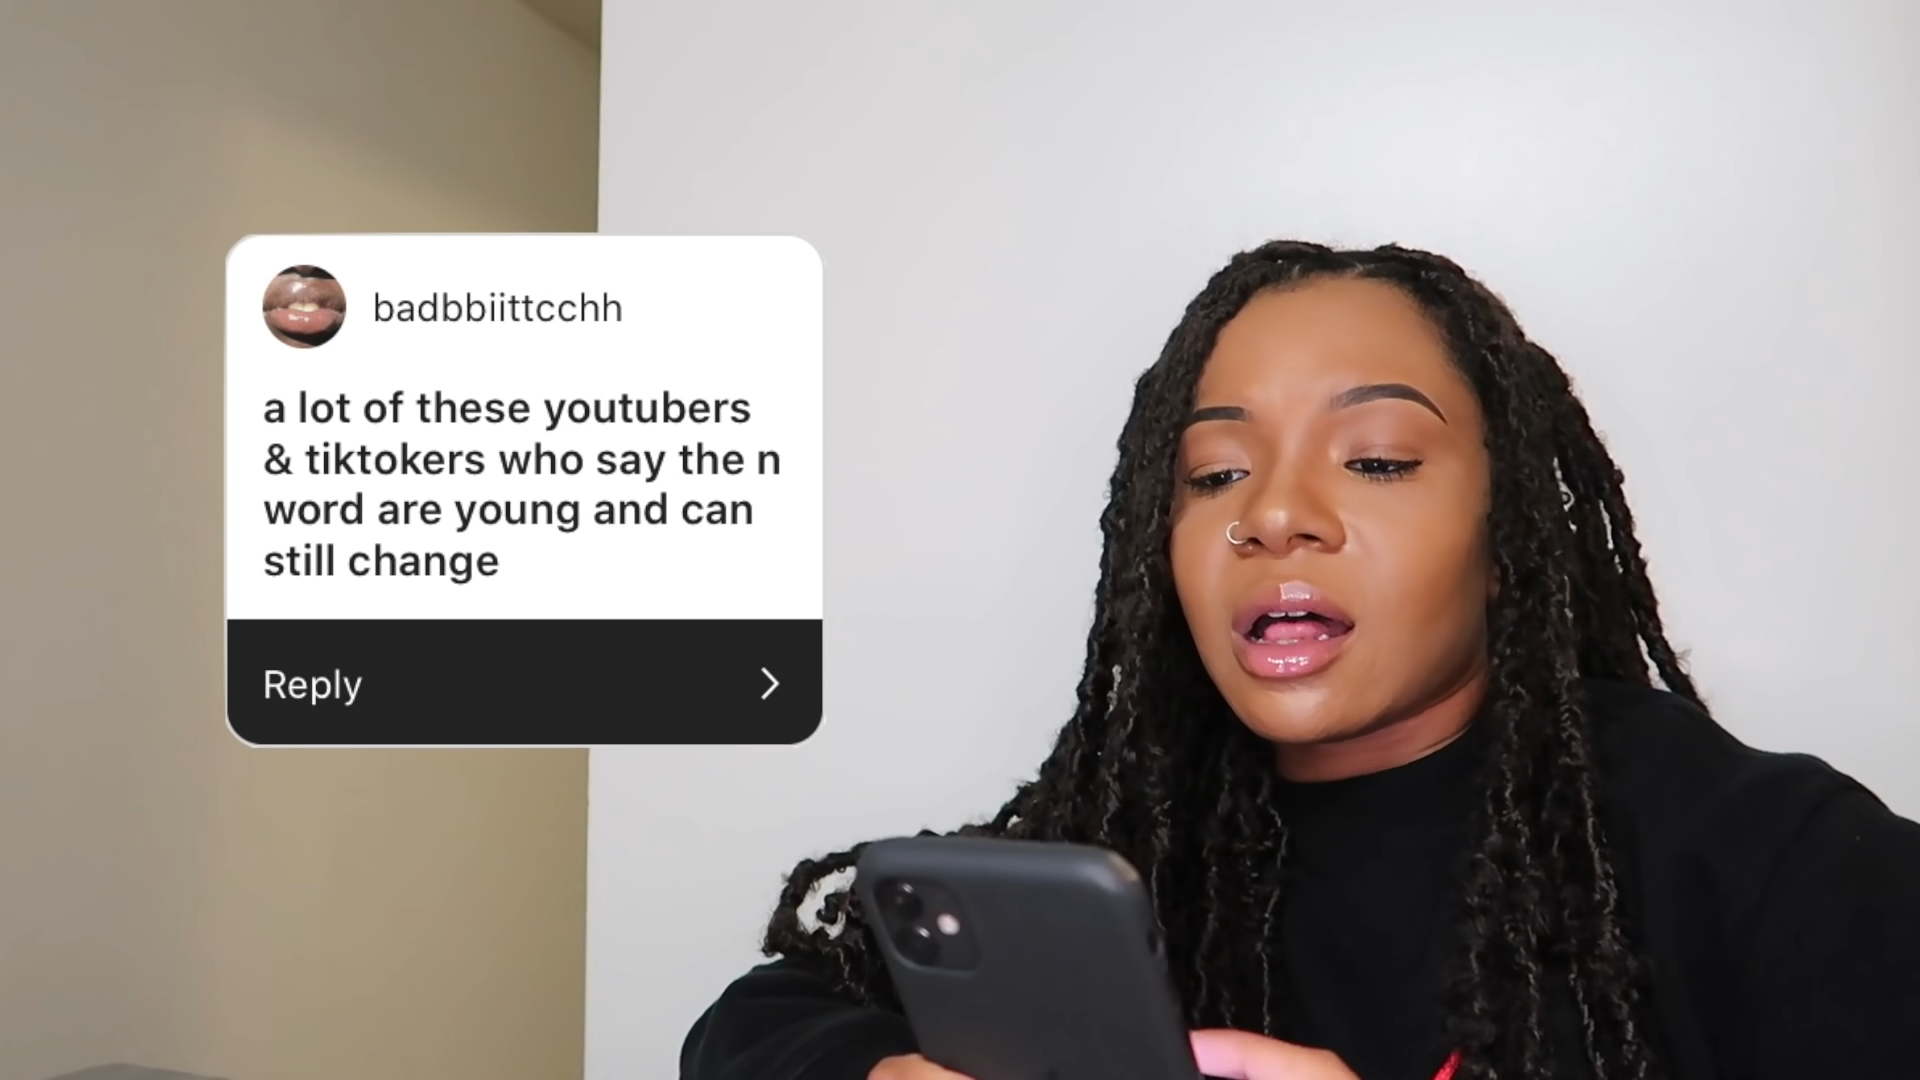 badbbiittcchh
a lot of these youtubers
& tiktokers who say the n
word are young and can
still change
Reply